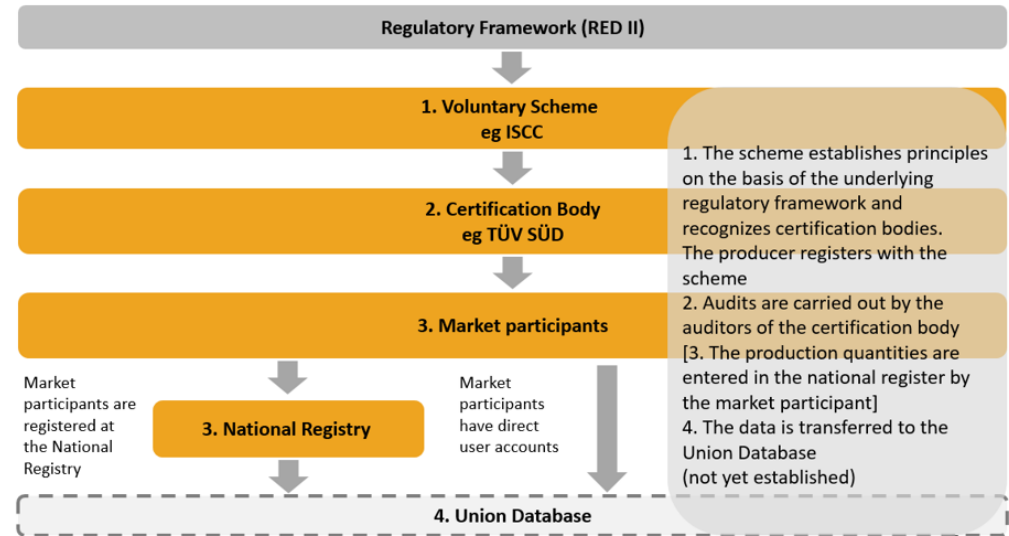 Regulatory Framework (RED II)
1. Voluntary Scheme
eg ISCC
2. Certification Body
eg TÜV SÜD
3. Market participants
Market
participants are
registered at
the National
Registry
3. National Registry
Market
participants
have direct
user accounts
4. Union Database
1. The scheme establishes principles
on the basis of the underlying
regulatory framework and
recognizes certification bodies.
The producer registers with the
scheme
2. Audits are carried out by the
auditors of the certification body
[3. The production quantities are
entered in the national register by
the market participant]
4. The data is transferred to the
Union Database
(not yet established)